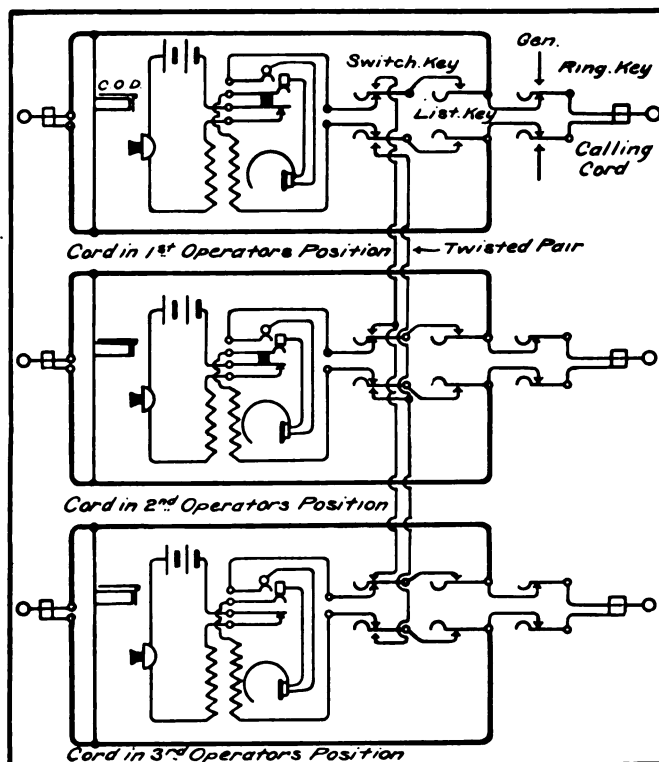 Gen.
Switch. Key
Ring. Key
C.O.D.
List. Key
Calling
Cord
Cord in 1st Operators Position
Twisted Pair
Cord in 2nd Operators Position
Cord in 3rd Operators Position